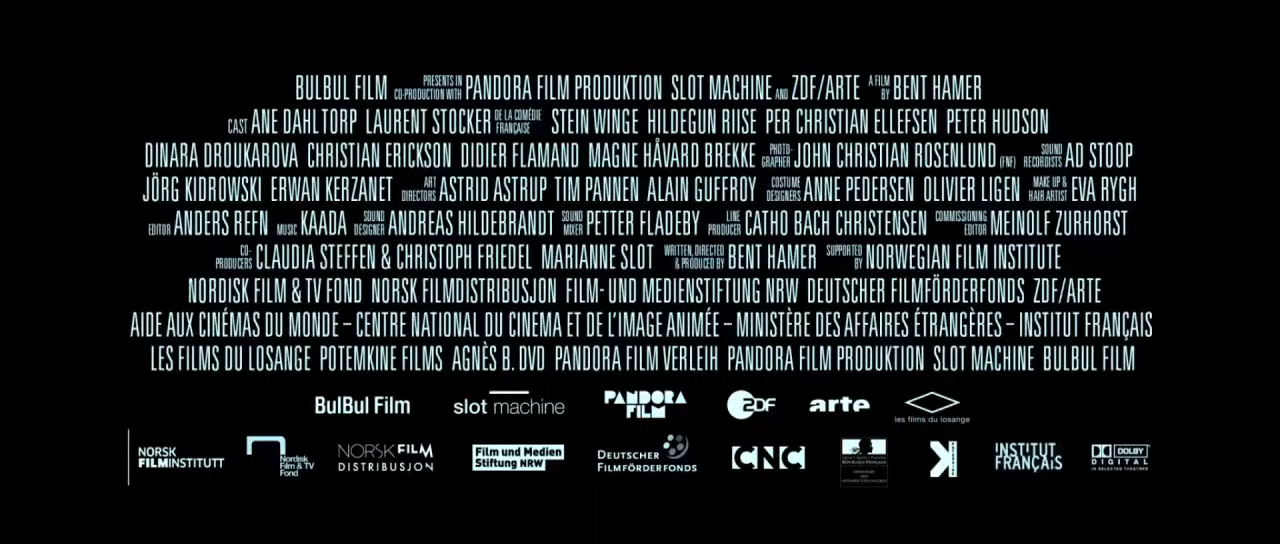 BULBUL FILM PRESENTS IN CO-PRODUCTION WITH PANDORA FILM PRODUKTION SLOT MACHINE AND ZDF/ARTE A FILM BY BENT HAMER
CAST ANE DAHL TORP LAURENT STOCKER DE LA COMÉDIE FRANÇAISE STEIN WINGE HILDEGUN RIISE PER CHRISTIAN ELLEFSEN PETER HUDSON
DINARA DROUKAROVA CHRISTIAN ERICKSON DIDIER FLAMAND MAGNE HÅVARD BREKKE PHOTO-GRAPHER JOHN CHRISTIAN ROSENLUND (FNF) SOUND RECORDISTS AD STOOP
JÖRG KIDROWSKI ERWAN KERZANET ART DIRECTORS ASTRID ASTRUP TIM PANNEN ALAIN GUFFROY COSTUME DESIGNERS ANNE PEDERSEN OLIVIER LIGEN MAKE UP & HAIR ARTIST EVA RYGH
EDITOR ANDERS REFN MUSIC KAADA SOUND DESIGNER ANDREAS HILDEBRANDT SOUND MIXER PETTER FLADEBY LINE PRODUCER CATHO BACH CHRISTENSEN COMMISSIONING EDITOR MEINOLF ZURHORST
CO-PRODUCERS CLAUDIA STEFFEN & CHRISTOPH FRIEDEL MARIANNE SLOT WRITTEN, DIRECTED & PRODUCED BY BENT HAMER SUPPORTED BY NORWEGIAN FILM INSTITUTE
NORDISK FILM & TV FOND NORSK FILMDISTRIBUSJON FILM- UND MEDIENSTIFTUNG NRW DEUTSCHER FILMFÖRDERFONDS ZDF/ARTE
AIDE AUX CINÉMAS DU MONDE – CENTRE NATIONAL DU CINEMA ET DE L'IMAGE ANIMÉE – MINISTÈRE DES AFFAIRES ÉTRANGÈRES – INSTITUT FRANÇAIS
LES FILMS DU LOSANGE POTEMKINE FILMS AGNÈS B. DVD PANDORA FILM VERLEIH PANDORA FILM PRODUKTION SLOT MACHINE BULBUL FILM
BulBul Film slot machine PANDORA FILM ZDF arte les films du losange
NORSK FILMINSTITUTT Nordisk Film & TV Fond NORSK FILM DISTRIBUSJON Film und Medien Stiftung NRW DEUTSCHER FILMFÖRDERFONDS CNC RÉPUBLIQUE FRANÇAISE INSTITUT FRANÇAIS DOLBY DIGITAL IN SELECTED THEATRES